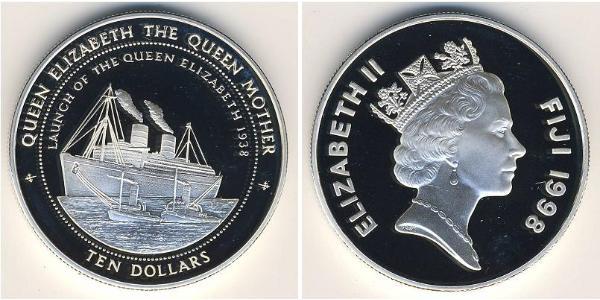 QUEEN ELIZABETH THE QUEEN MOTHER
LAUNCH OF THE QUEEN ELIZABETH 1938
TEN DOLLARS
ELIZABETH II
FIJI 1998